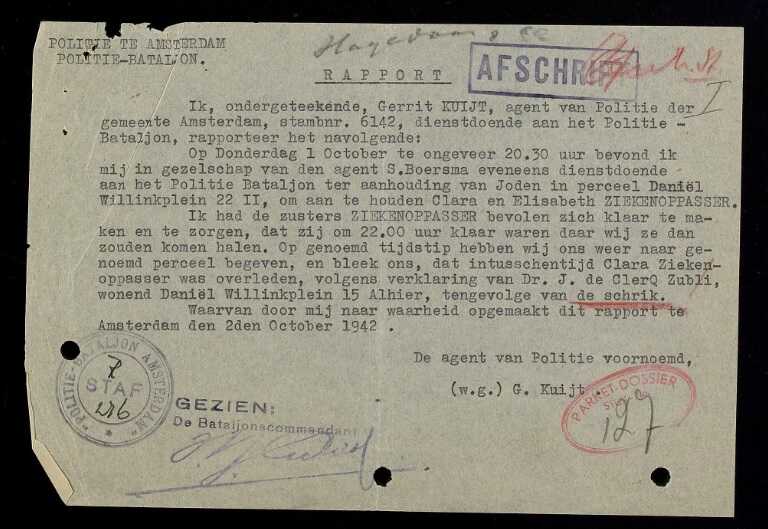 POLITIE TE AMSTERDAM
POLITIE-BATALJON.
RAPPORT
AFSCHRIFT
I
Ik, ondergeteekende, Gerrit KUIJT, agent van Politie der
gemeente Amsterdam, stambnr. 6142, dienstdoende aan het Politie -
Bataljon, rapporteer het navolgende:
Op Donderdag 1 October te ongeveer 20.30 uur bevond ik
mij in gezelschap van den agent S.Boersma eveneens dienstdoende
aan het Politie Bataljon ter aanhouding van Joden in perceel Daniël
Willinkplein 22 II, om aan te houden Clara en Elisabeth ZIEKENOPPASSER.
Ik had de zusters ZIEKENOPPASSER bevolen zich klaar te ma-
ken en te zorgen, dat zij om 22.00 uur klaar waren daar wij ze dan
zouden komen halen. Op genoemd tijdstip hebben wij ons weer naar ge-
noemd perceel begeven, en bleek ons, dat intusschentijd Clara Zieken-
oppasser was overleden, volgens verklaring van Dr. J. de ClerQ Zubli,
wonend Daniël Willinkplein 15 Alhier, tengevolge van de schrik.
Waarvan door mij naar waarheid opgemaakt dit rapport te
Amsterdam den 2den October 1942 .
De agent van Politie voornoemd,
(w.g.) G. Kuijt
POLITIE-BATALJON AMSTERDAM
STAF
GEZIEN:
De Bataljonscommandant
PARKET-DOSSIER
127